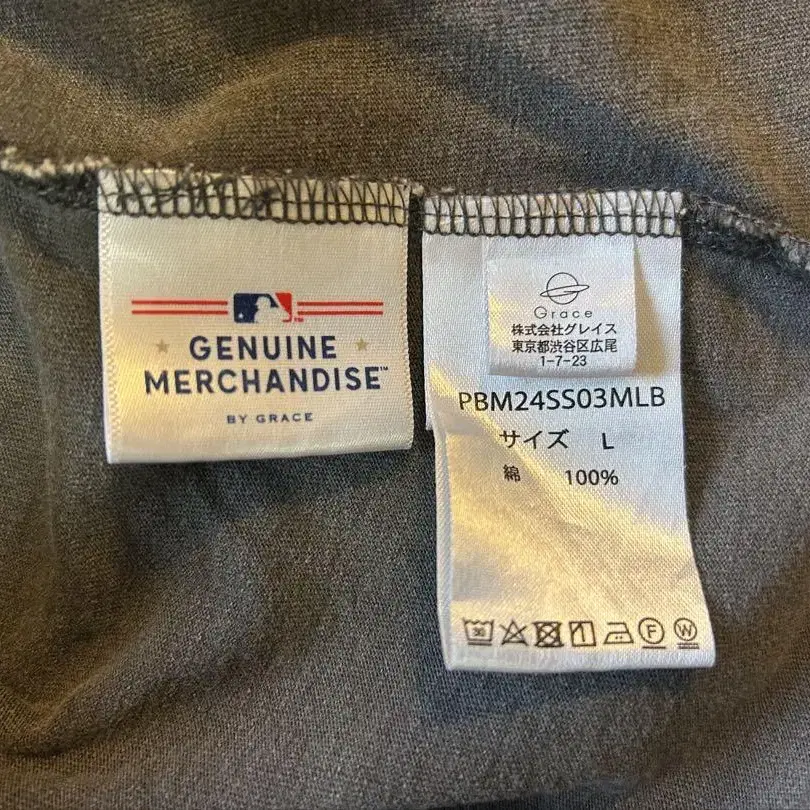 GENUINE
MERCHANDISE™
BY GRACE
Grace
株式会社グレイス
東京都渋谷区広尾
1-7-23
PBM24SS03MLB
サイズ L
綿 100%
30
F
W